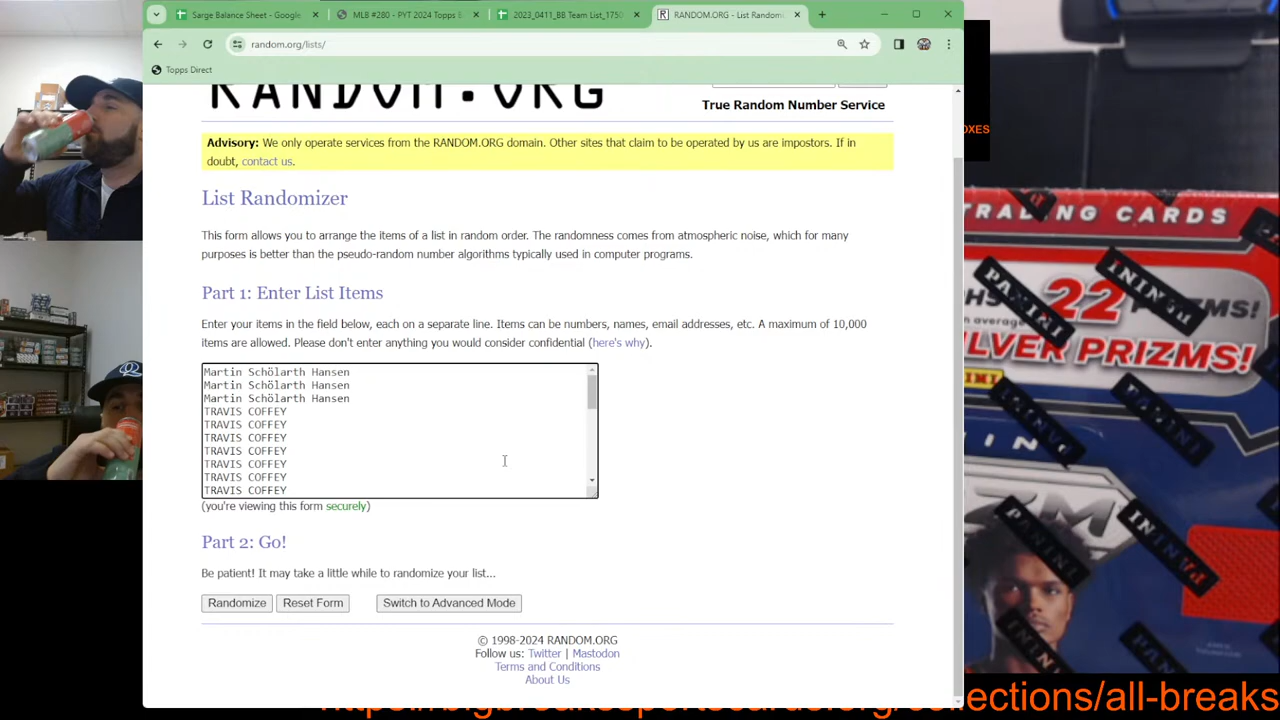 Sarge Balance Sheet - Google
MLB #280 - PYT 2024 Topps
2023_0411_BB Team List_1750
RANDOM.ORG - List Random
random.org/lists/
Topps Direct
RANDOM.ORG
True Random Number Service
Advisory: We only operate services from the RANDOM.ORG domain. Other sites that claim to be operated by us are impostors. If in
doubt, contact us.
List Randomizer
This form allows you to arrange the items of a list in random order. The randomness comes from atmospheric noise, which for many
purposes is better than the pseudo-random number algorithms typically used in computer programs.
Part 1: Enter List Items
Enter your items in the field below, each on a separate line. Items can be numbers, names, email addresses, etc. A maximum of 10,000
items are allowed. Please don't enter anything you would consider confidential (here's why).
Martin Schölarth Hansen
Martin Schölarth Hansen
Martin Schölarth Hansen
TRAVIS COFFEY
TRAVIS COFFEY
TRAVIS COFFEY
TRAVIS COFFEY
TRAVIS COFFEY
TRAVIS COFFEY
TRAVIS COFFEY
(you're viewing this form securely)
Part 2: Go!
Be patient! It may take a little while to randomize your list...
Randomize
Reset Form
Switch to Advanced Mode
© 1998-2024 RANDOM.ORG
Follow us: Twitter | Mastodon
Terms and Conditions
About Us
OXES
TRADING CARDS
22 PRIZMS!
average
SILVER PRIZMS!
PANINI
PANINI
PANINI
ections/all-breaks